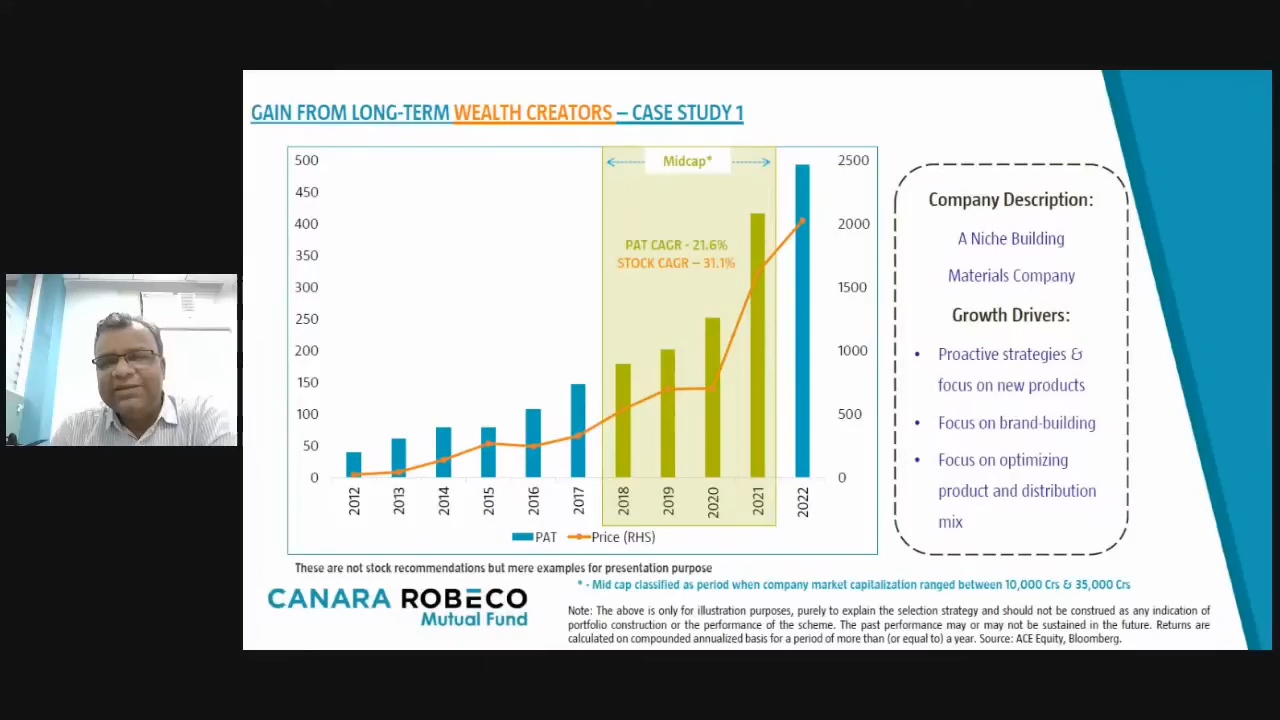 GAIN FROM LONG-TERM WEALTH CREATORS – CASE STUDY 1
500
450
400
350
300
250
200
150
100
50
0
Midcap*
PAT CAGR - 21.6%
STOCK CAGR – 31.1%
2500
2000
1500
1000
500
0
2012
2013
2014
2015
2016
2017
2018
2019
2020
2021
2022
PAT
Price (RHS)
Company Description:
A Niche Building
Materials Company
Growth Drivers:
• Proactive strategies &
focus on new products
• Focus on brand-building
• Focus on optimizing
product and distribution
mix
These are not stock recommendations but mere examples for presentation purpose
* - Mid cap classified as period when company market capitalization ranged between 10,000 Crs & 35,000 Crs
CANARA ROBECO
Mutual Fund
Note: The above is only for illustration purposes, purely to explain the selection strategy and should not be construed as any indication of
portfolio construction or the performance of the scheme. The past performance may or may not be sustained in the future. Returns are
calculated on compounded annualized basis for a period of more than (or equal to) a year. Source: ACE Equity, Bloomberg.